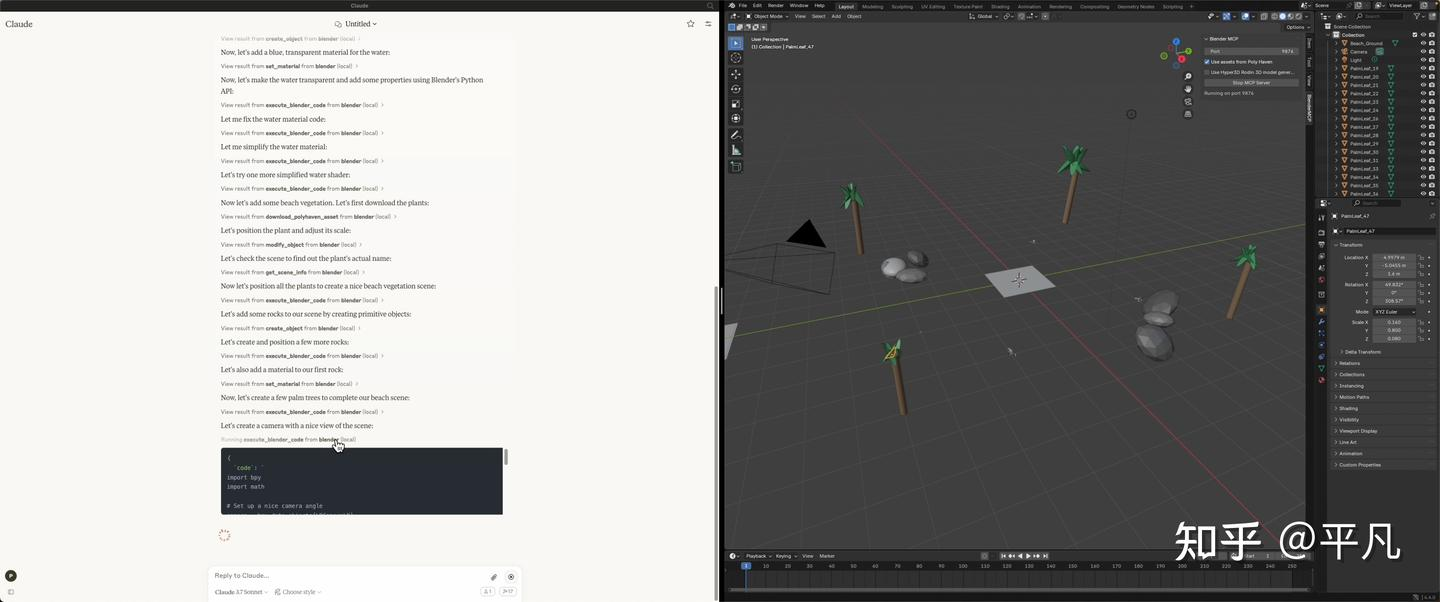 Claude
Claude
Untitled
View result from create_object from blender (local)
Now, let's add a blue, transparent material for the water:
View result from set_material from blender (local)
Now, let's make the water transparent and add some properties using Blender's Python
API:
View result from execute_blender_code from blender (local)
Let me fix the water material code:
View result from execute_blender_code from blender (local)
Let me simplify the water material:
View result from execute_blender_code from blender (local)
Let's try one more simplified water shader:
View result from execute_blender_code from blender (local)
Now let's add some beach vegetation. Let's first download the plants:
View result from download_polyhaven_asset from blender (local)
Let's position the plant and adjust its scale:
View result from modify_object from blender (local)
Let's check the scene to find out the plant's actual name:
View result from get_scene_info from blender (local)
Now let's position all the plants to create a nice beach vegetation scene:
View result from execute_blender_code from blender (local)
Let's add some rocks to our scene by creating primitive objects:
View result from create_object from blender (local)
Let's create and position a few more rocks:
View result from execute_blender_code from blender (local)
Let's also add a material to our first rock:
View result from set_material from blender (local)
Now, let's create a few palm trees to complete our beach scene:
View result from execute_blender_code from blender (local)
Let's create a camera with a nice view of the scene:
Running execute_blender_code from blender (local)
{
`code`: `
import bpy
import math
# Set up a nice camera angle
P
Reply to Claude...
Claude 3.7 Sonnet
Choose style
1
17
File Edit Render Window Help
Layout Modeling Sculpting UV Editing Texture Paint Shading Animation Rendering Compositing Geometry Nodes Scripting +
Scene
ViewLayer
Object Mode View Select Add Object
Global
Options
User Perspective
(1) Collection | PalmLeaf_47
Blender MCP
Port 9876
Use assets from Poly Haven
Use Hyper3D Rodin 3D model gener...
Stop MCP Server
Running on port 9876
Item
Tool
View
BlenderMCP
Search
Scene Collection
Collection
Beach_Ground
Camera
Light
PalmLeaf_19
PalmLeaf_20
PalmLeaf_21
PalmLeaf_22
PalmLeaf_23
PalmLeaf_24
PalmLeaf_26
PalmLeaf_27
PalmLeaf_28
PalmLeaf_29
PalmLeaf_30
PalmLeaf_31
PalmLeaf_33
PalmLeaf_34
PalmLeaf_35
PalmLeaf_36
Search
PalmLeaf_47
PalmLeaf_47
Transform
Location X 4.9979 m
Y -5.0455 m
Z 1.6 m
Rotation X 49.832°
Y 0°
Z 308.57°
Mode XYZ Euler
Scale X 0.160
Y 0.800
Z 0.080
Delta Transform
Relations
Collections
Instancing
Motion Paths
Shading
Visibility
Viewport Display
Line Art
Animation
Custom Properties
知乎 @平凡
Playback Keying View Marker
1
Start 1
1 10 20 30 40 50 60 70 80 90 100 110 120 130 140 150 160 170 180 190 200 210 220 230 240 250
4.4.0